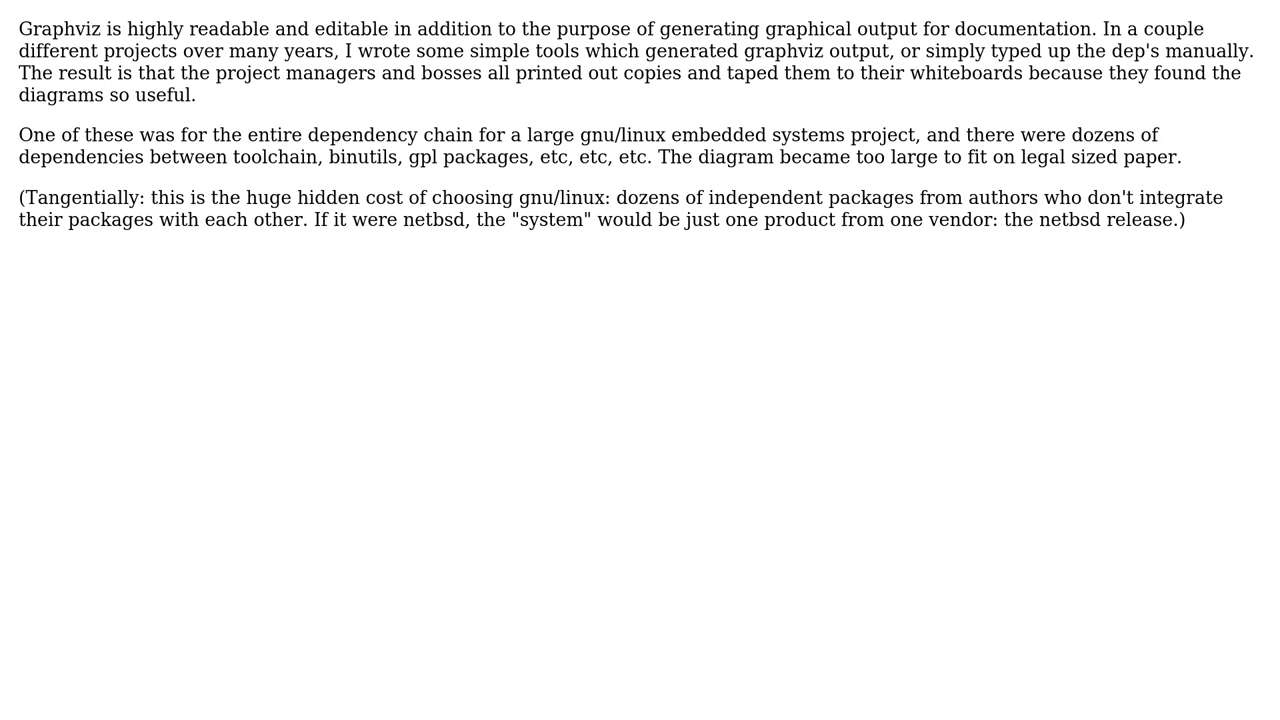 Graphviz is highly readable and editable in addition to the purpose of generating graphical output for documentation. In a couple
different projects over many years, I wrote some simple tools which generated graphviz output, or simply typed up the dep's manually.
The result is that the project managers and bosses all printed out copies and taped them to their whiteboards because they found the
diagrams so useful.
One of these was for the entire dependency chain for a large gnu/linux embedded systems project, and there were dozens of
dependencies between toolchain, binutils, gpl packages, etc, etc, etc. The diagram became too large to fit on legal sized paper.
(Tangentially: this is the huge hidden cost of choosing gnu/linux: dozens of independent packages from authors who don't integrate
their packages with each other. If it were netbsd, the "system" would be just one product from one vendor: the netbsd release.)